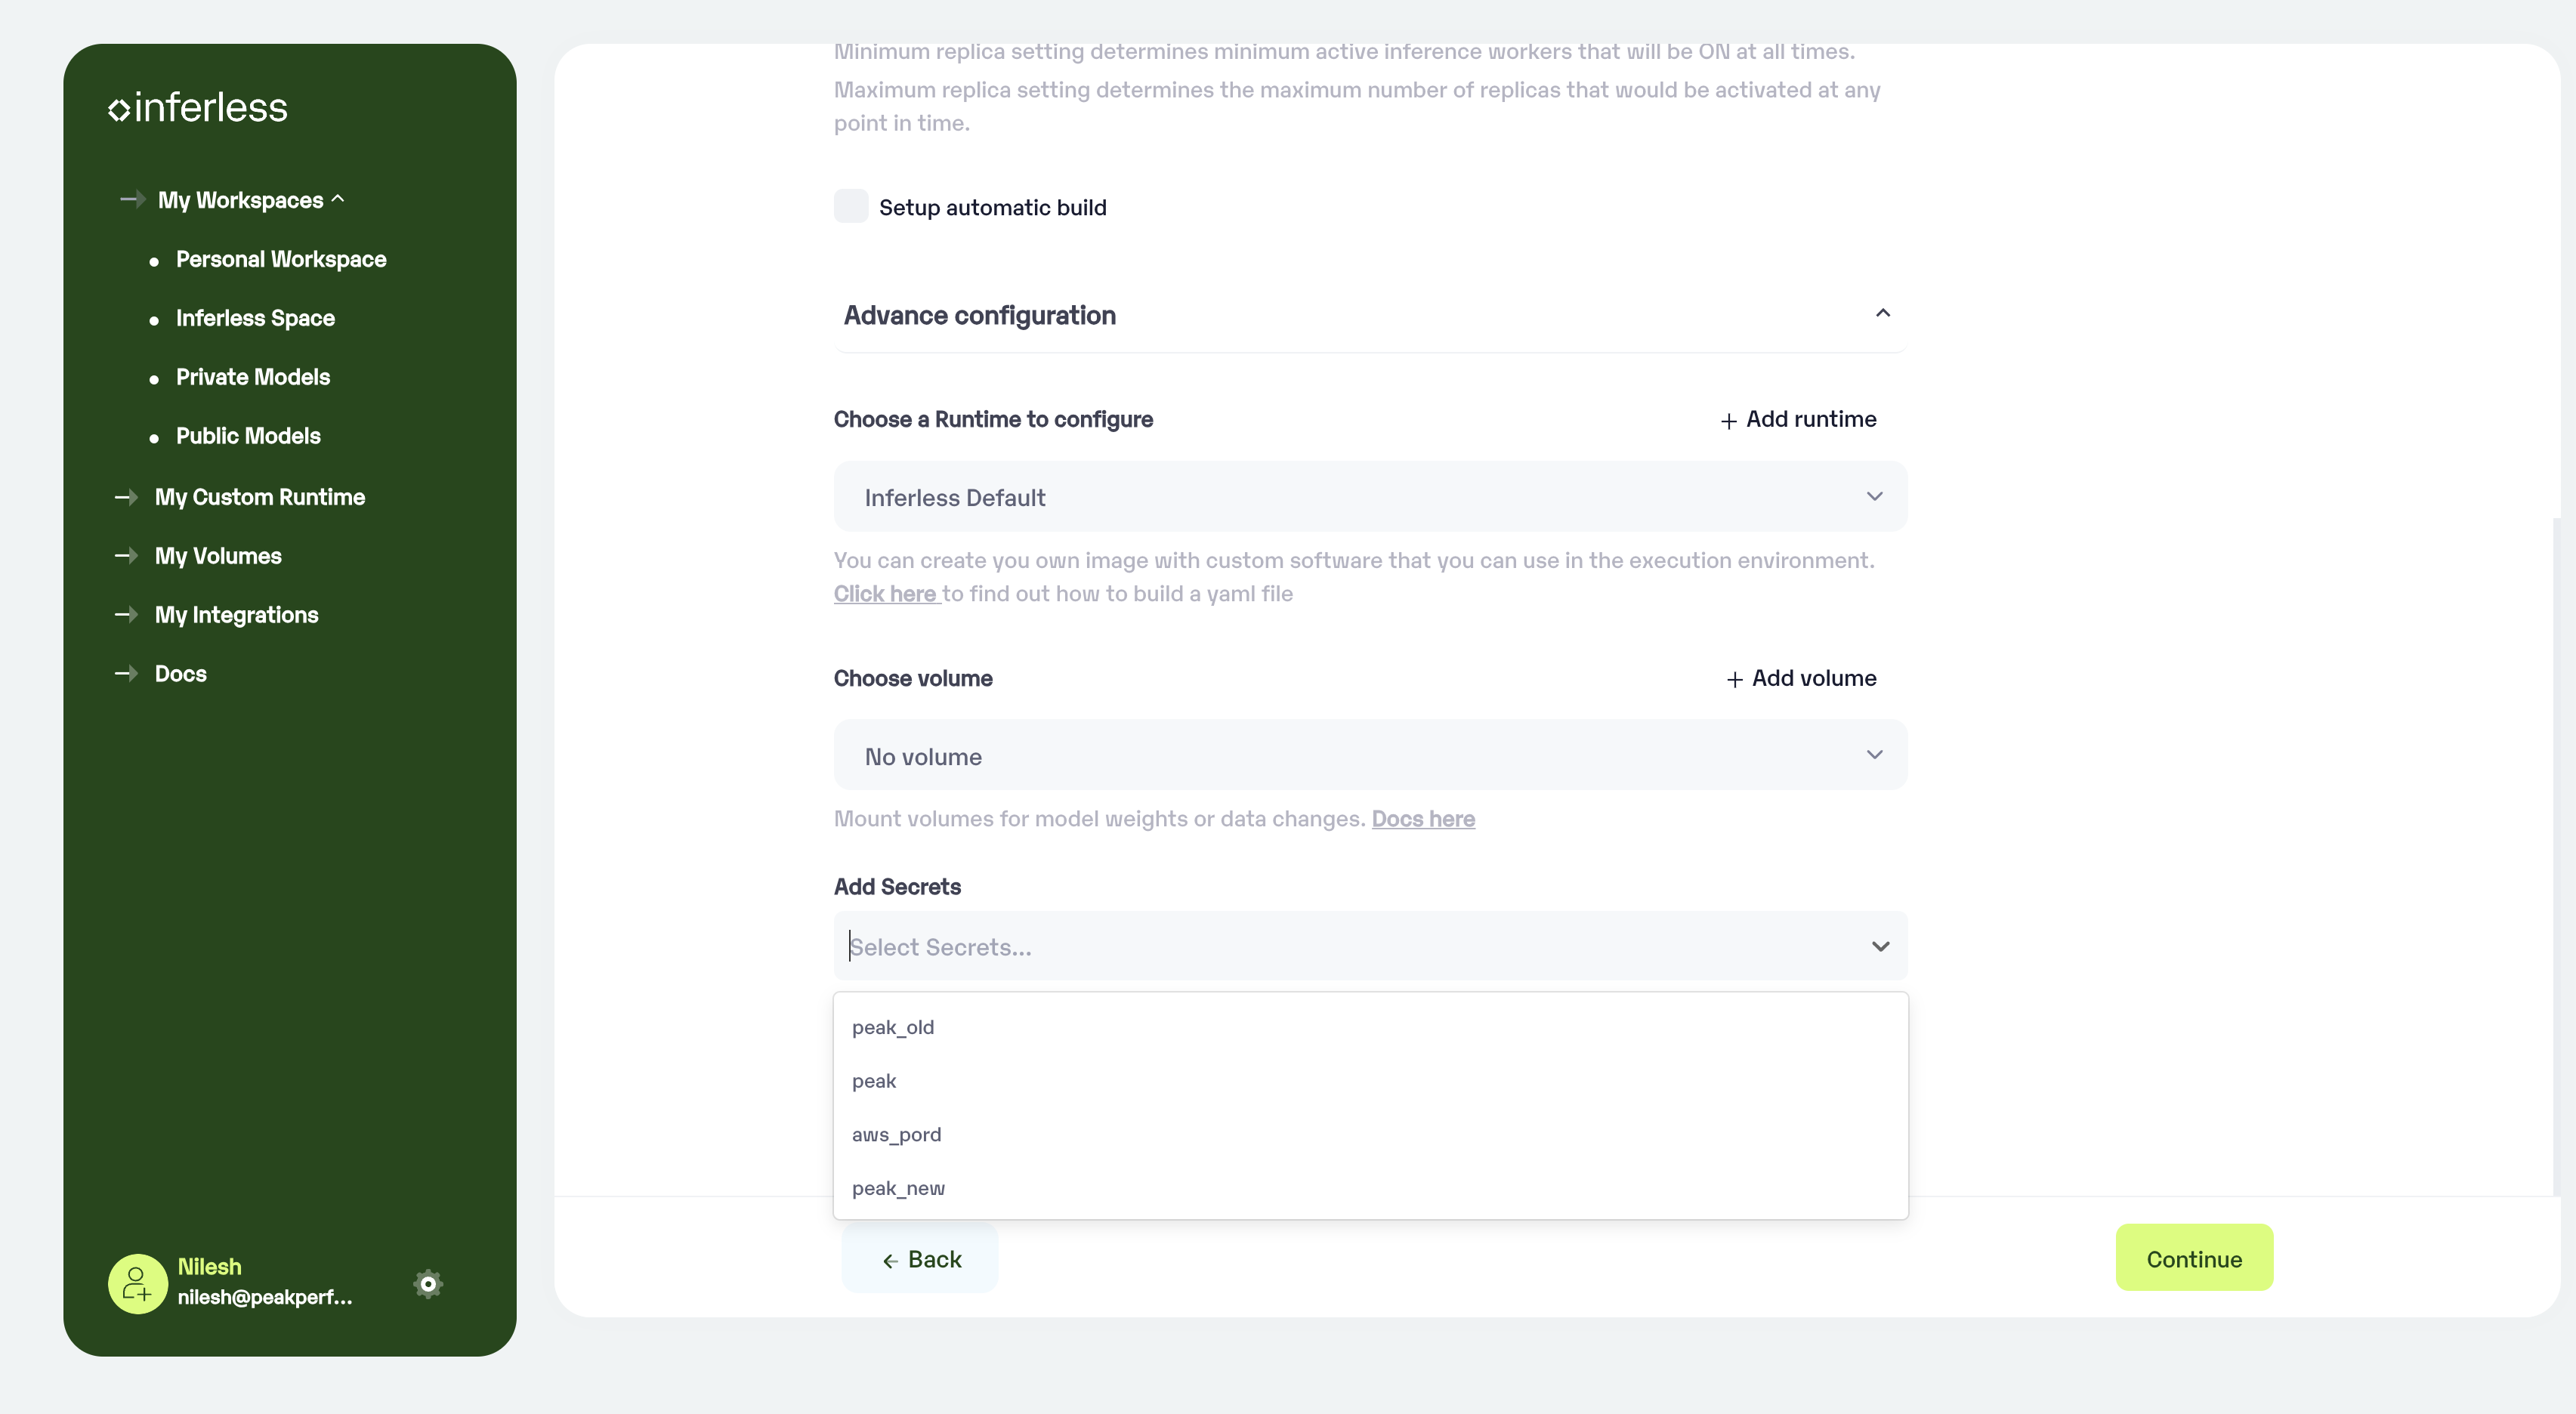 inferless
My Workspaces
Personal Workspace
Inferless Space
Private Models
Public Models
My Custom Runtime
My Volumes
My Integrations
Docs
Nilesh
nilesh@peakperf...
Minimum replica setting determines minimum active inference workers that will be ON at all times.
Maximum replica setting determines the maximum number of replicas that would be activated at any
point in time.
Setup automatic build
Advance configuration
Choose a Runtime to configure
+ Add runtime
Inferless Default
You can create you own image with custom software that you can use in the execution environment.
Click here to find out how to build a yaml file
Choose volume
+ Add volume
No volume
Mount volumes for model weights or data changes. Docs here
Add Secrets
Select Secrets...
peak_old
peak
aws_pord
peak_new
← Back
Continue